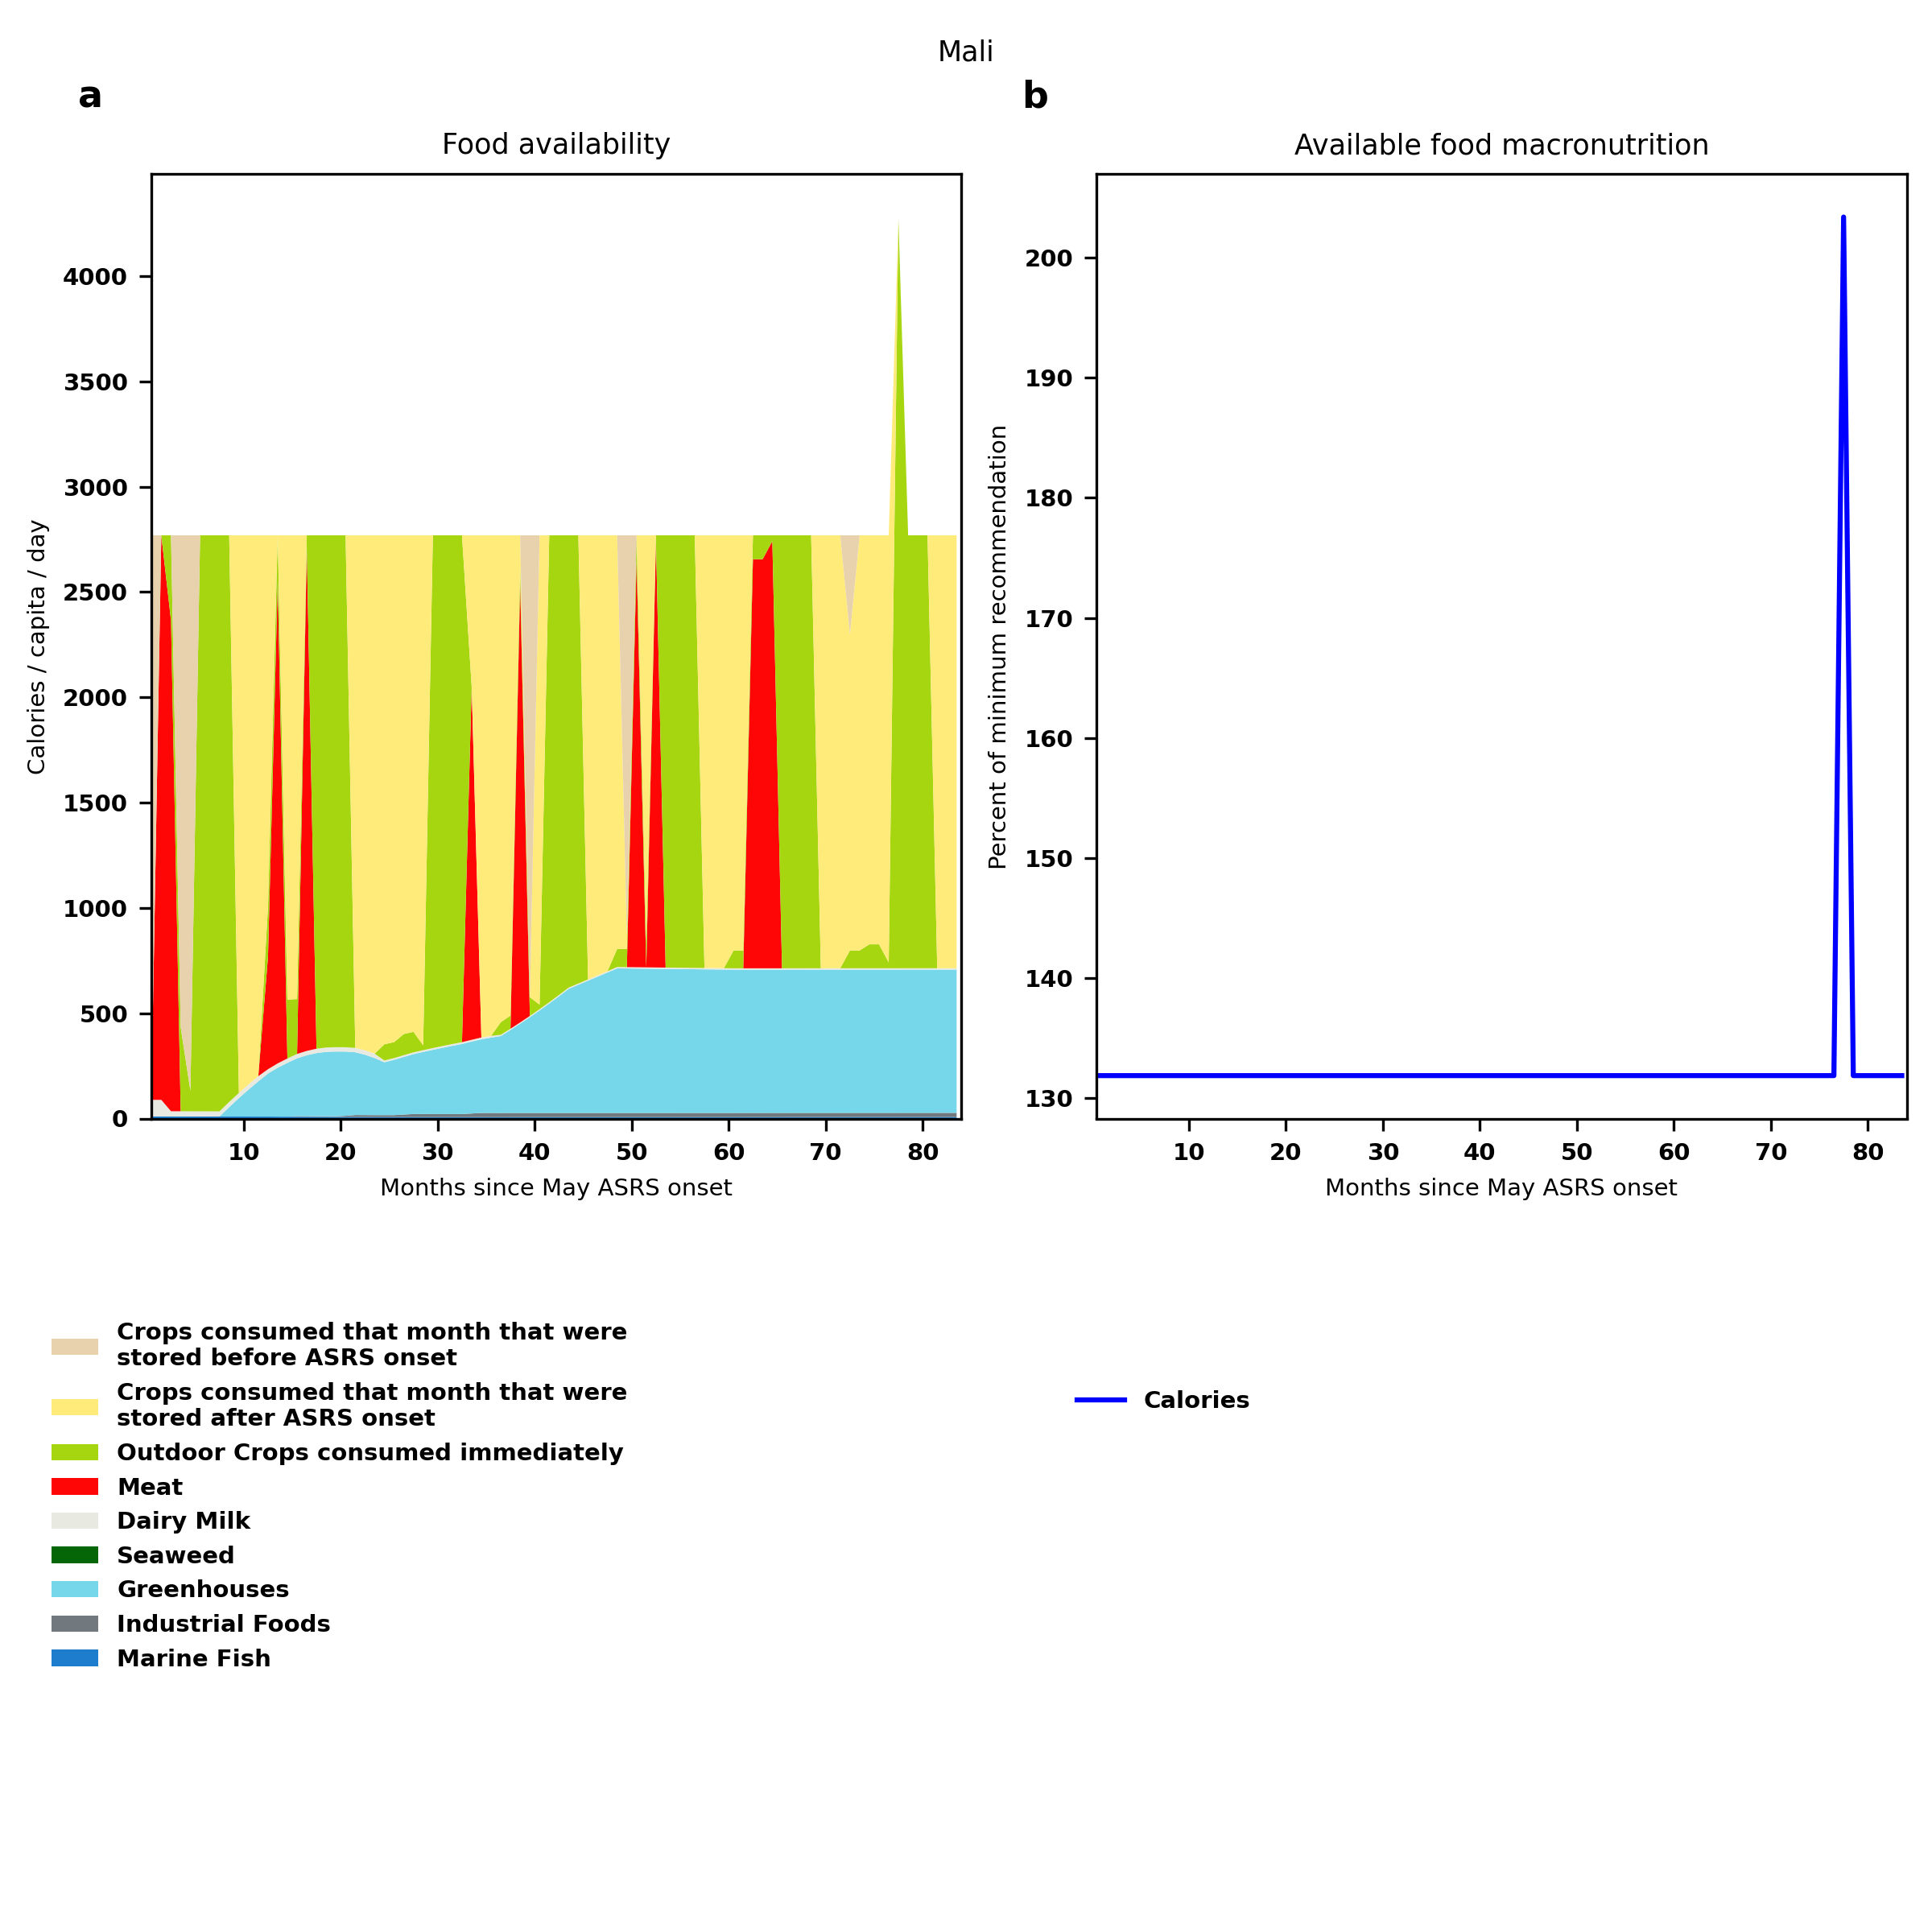 Mali
a
Food availability
Calories / capita / day
4000
3500
3000
2500
2000
1500
1000
500
0
10 20 30 40 50 60 70 80
Months since May ASRS onset
b
Available food macronutrition
Percent of minimum recommendation
200
190
180
170
160
150
140
130
10 20 30 40 50 60 70 80
Months since May ASRS onset
Crops consumed that month that were
stored before ASRS onset
Crops consumed that month that were
stored after ASRS onset
Outdoor Crops consumed immediately
Meat
Dairy Milk
Seaweed
Greenhouses
Industrial Foods
Marine Fish
Calories